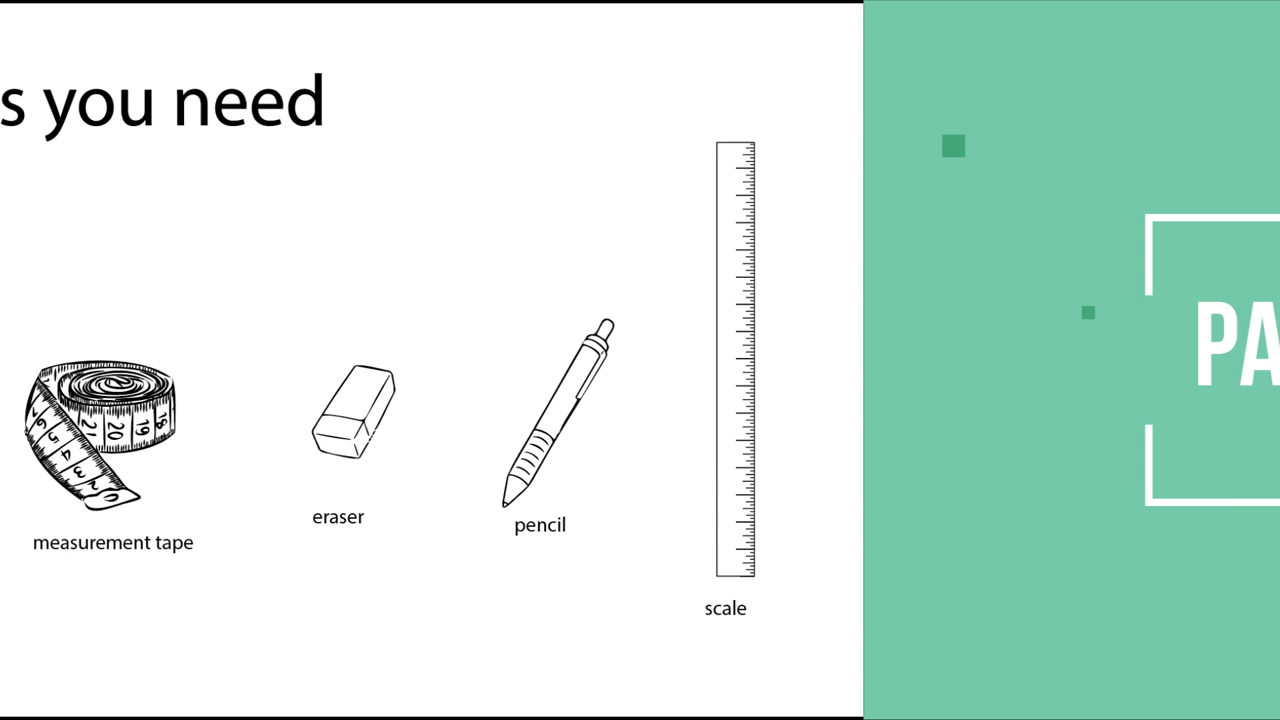 s you need
measurement tape
eraser
pencil
scale
PA